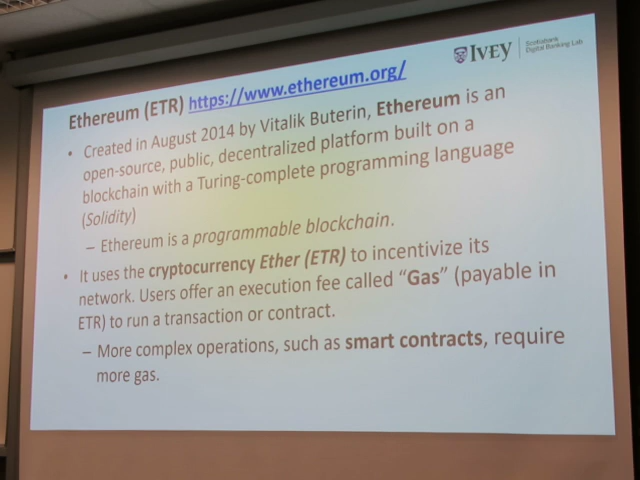 IVEY
Scotiabank
Digital Banking Lab
Ethereum (ETR) https://www.ethereum.org/
• Created in August 2014 by Vitalik Buterin, Ethereum is an
open-source, public, decentralized platform built on a
blockchain with a Turing-complete programming language
(Solidity)
– Ethereum is a programmable blockchain.
• It uses the cryptocurrency Ether (ETR) to incentivize its
network. Users offer an execution fee called “Gas” (payable in
ETR) to run a transaction or contract.
– More complex operations, such as smart contracts, require
more gas.